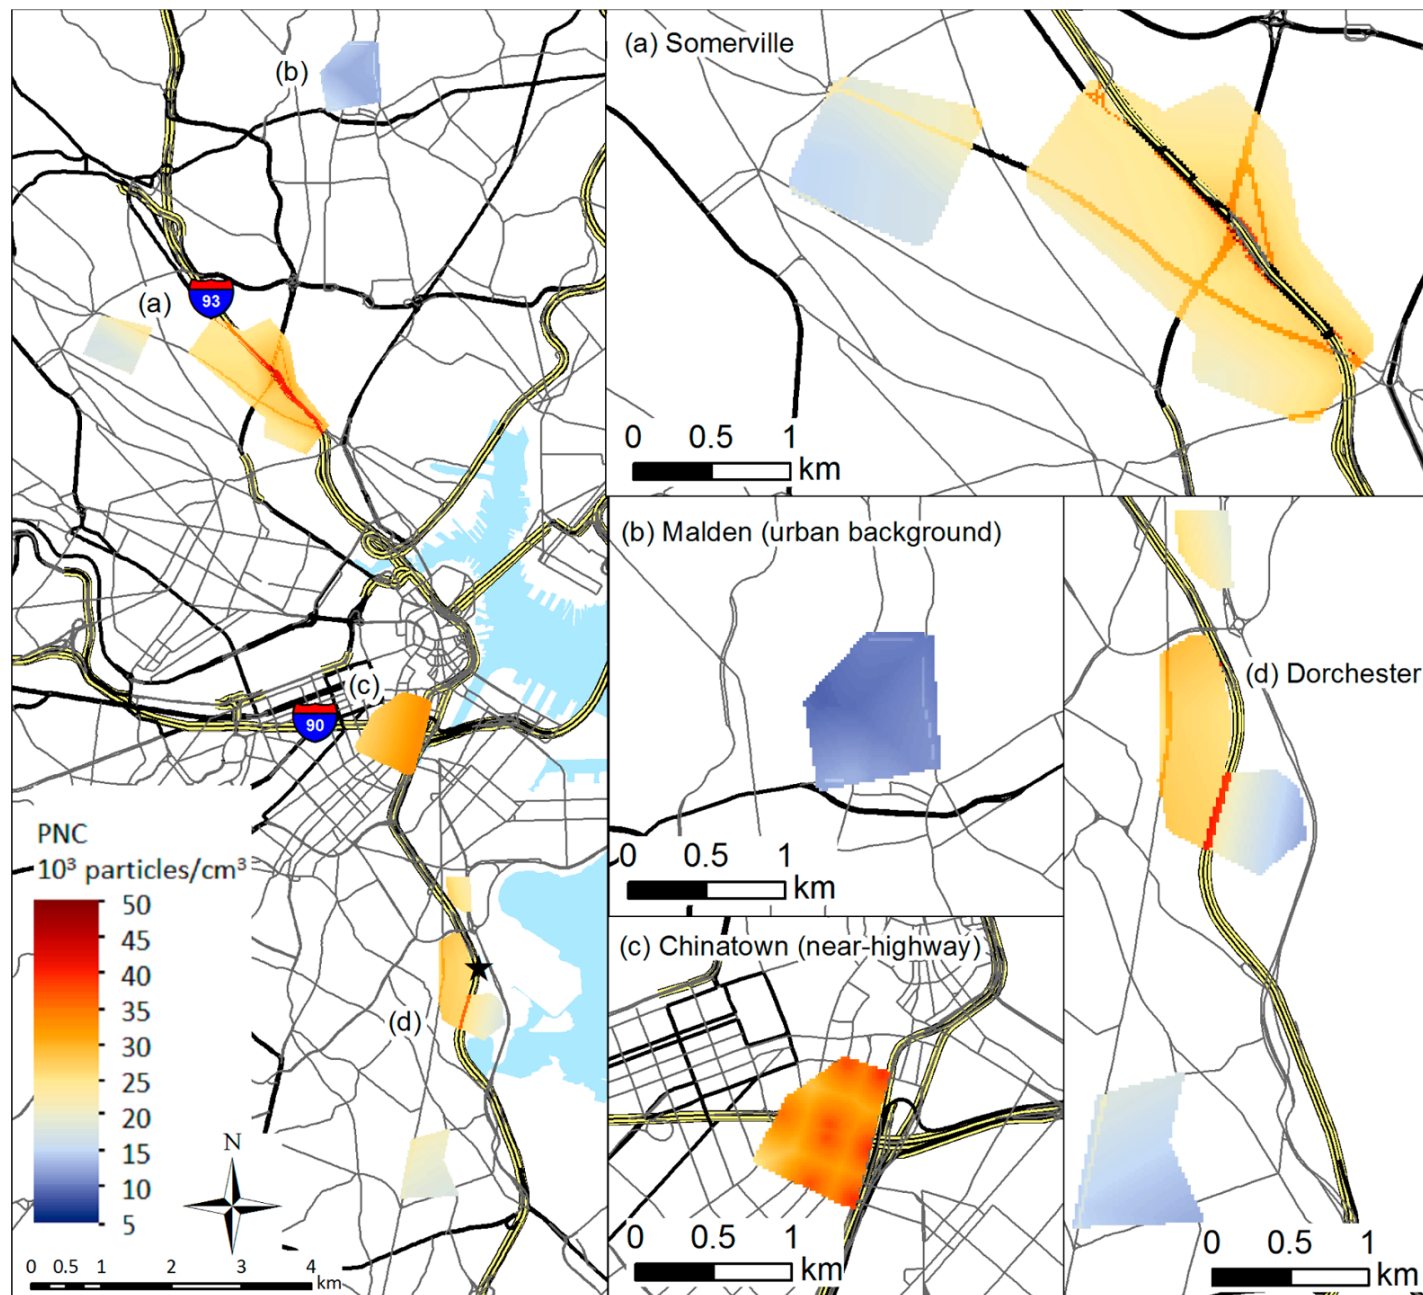 (b)
(a)
93
(c)
90
(d)
PNC
10³ particles/cm³
50
45
40
35
30
25
20
15
10
5
N
0 0.5 1 2 3 4
km
(a) Somerville
0 0.5 1
km
(b) Malden (urban background)
0 0.5 1
km
(c) Chinatown (near-highway)
0 0.5 1
km
(d) Dorchester
0 0.5 1
km